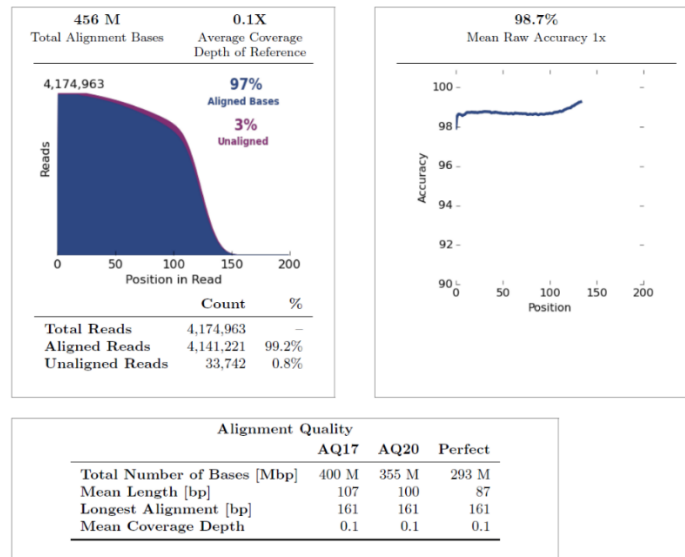 456 M 0.1X
Total Alignment Bases Average Coverage
Depth of Reference
4,174,963
97%
Aligned Bases
3%
Unaligned
Reads
0 50 100 150 200
Position in Read
Count %
Total Reads 4,174,963 –
Aligned Reads 4,141,221 99.2%
Unaligned Reads 33,742 0.8%
98.7%
Mean Raw Accuracy 1x
100
98
96
94
92
90
Accuracy
0 50 100 150 200
Position
Alignment Quality
AQ17 AQ20 Perfect
Total Number of Bases [Mbp] 400 M 355 M 293 M
Mean Length [bp] 107 100 87
Longest Alignment [bp] 161 161 161
Mean Coverage Depth 0.1 0.1 0.1